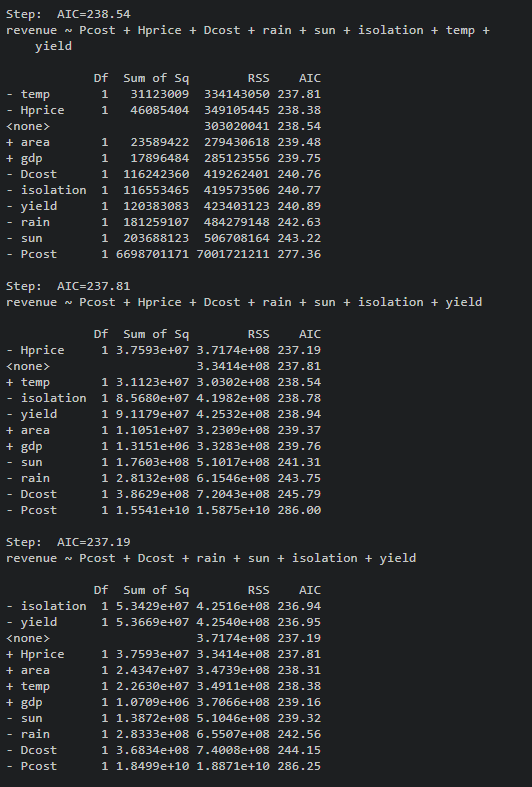 Step:  AIC=238.54
revenue ~ Pcost + Hprice + Dcost + rain + sun + isolation + temp +
    yield

            Df  Sum of Sq        RSS    AIC
- temp       1   31123009  334143050 237.81
- Hprice     1   46085404  349105445 238.38
<none>                     303020041 238.54
+ area       1   23589422  279430618 239.48
+ gdp        1   17896484  285123556 239.75
- Dcost      1  116242360  419262401 240.76
- isolation  1  116553465  419573506 240.77
- yield      1  120383083  423403123 240.89
- rain       1  181259107  484279148 242.63
- sun        1  203688123  506708164 243.22
- Pcost      1 6698701171 7001721211 277.36

Step:  AIC=237.81
revenue ~ Pcost + Hprice + Dcost + rain + sun + isolation + yield

            Df  Sum of Sq        RSS    AIC
- Hprice     1 3.7593e+07 3.7174e+08 237.19
<none>                    3.3414e+08 237.81
+ temp       1 3.1123e+07 3.0302e+08 238.54
- isolation  1 8.5680e+07 4.1982e+08 238.78
- yield      1 9.1179e+07 4.2532e+08 238.94
+ area       1 1.1051e+07 3.2309e+08 239.37
+ gdp        1 1.3151e+06 3.3283e+08 239.76
- sun        1 1.7603e+08 5.1017e+08 241.31
- rain       1 2.8132e+08 6.1546e+08 243.75
- Dcost      1 3.8629e+08 7.2043e+08 245.79
- Pcost      1 1.5541e+10 1.5875e+10 286.00

Step:  AIC=237.19
revenue ~ Pcost + Dcost + rain + sun + isolation + yield

            Df  Sum of Sq        RSS    AIC
- isolation  1 5.3429e+07 4.2516e+08 236.94
- yield      1 5.3669e+07 4.2540e+08 236.95
<none>                    3.7174e+08 237.19
+ Hprice     1 3.7593e+07 3.3414e+08 237.81
+ area       1 2.4347e+07 3.4739e+08 238.31
+ temp       1 2.2630e+07 3.4911e+08 238.38
+ gdp        1 1.0709e+06 3.7066e+08 239.16
- sun        1 1.3872e+08 5.1046e+08 239.32
- rain       1 2.8333e+08 6.5507e+08 242.56
- Dcost      1 3.6834e+08 7.4008e+08 244.15
- Pcost      1 1.8499e+10 1.8871e+10 286.25